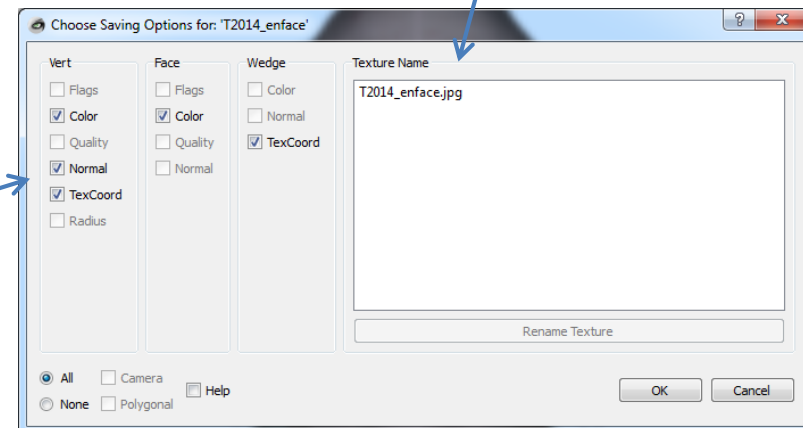 Choose Saving Options for: 'T2014_enface'
Vert
Flags
Color
Quality
Normal
TexCoord
Radius
Face
Flags
Color
Quality
Normal
Wedge
Color
Normal
TexCoord
Texture Name
T2014_enface.jpg
Rename Texture
All
Camera
None
Polygonal
Help
OK
Cancel